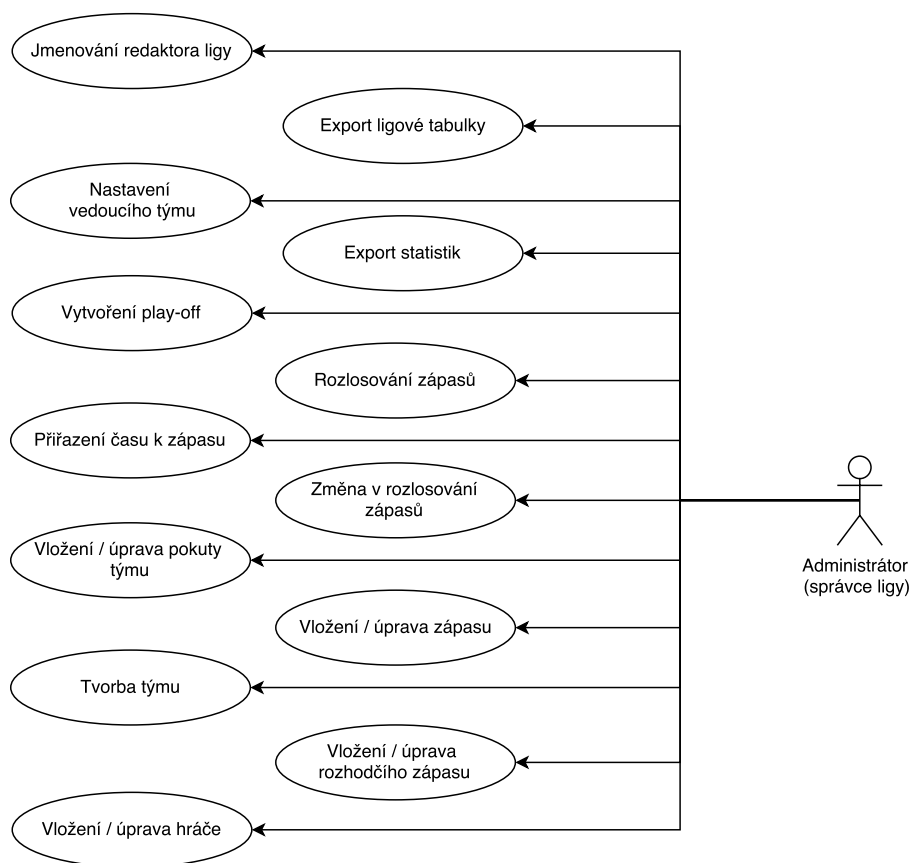 Jmenování redaktora ligy
Export ligové tabulky
Nastavení
vedoucího týmu
Export statistik
Vytvoření play-off
Rozlosování zápasů
Přiřazení času k zápasu
Změna v rozlosování
zápasů
Vložení / úprava pokuty
týmu
Administrátor
(správce ligy)
Vložení / úprava zápasu
Tvorba týmu
Vložení / úprava
rozhodčího zápasu
Vložení / úprava hráče